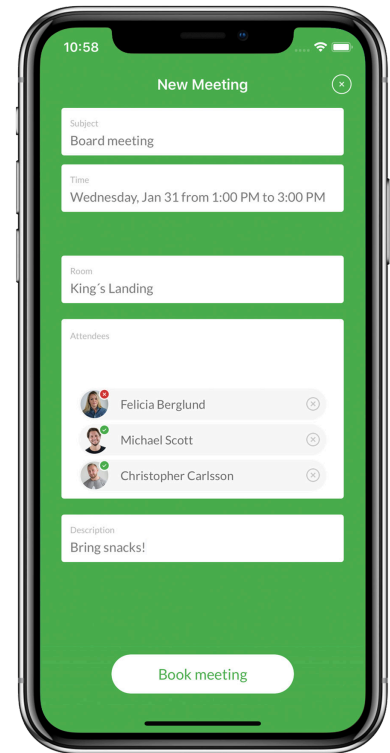 10:58
New Meeting
Subject
Board meeting
Time
Wednesday, Jan 31 from 1:00 PM to 3:00 PM
Room
King´s Landing
Attendees
Felicia Berglund
Michael Scott
Christopher Carlsson
Description
Bring snacks!
Book meeting